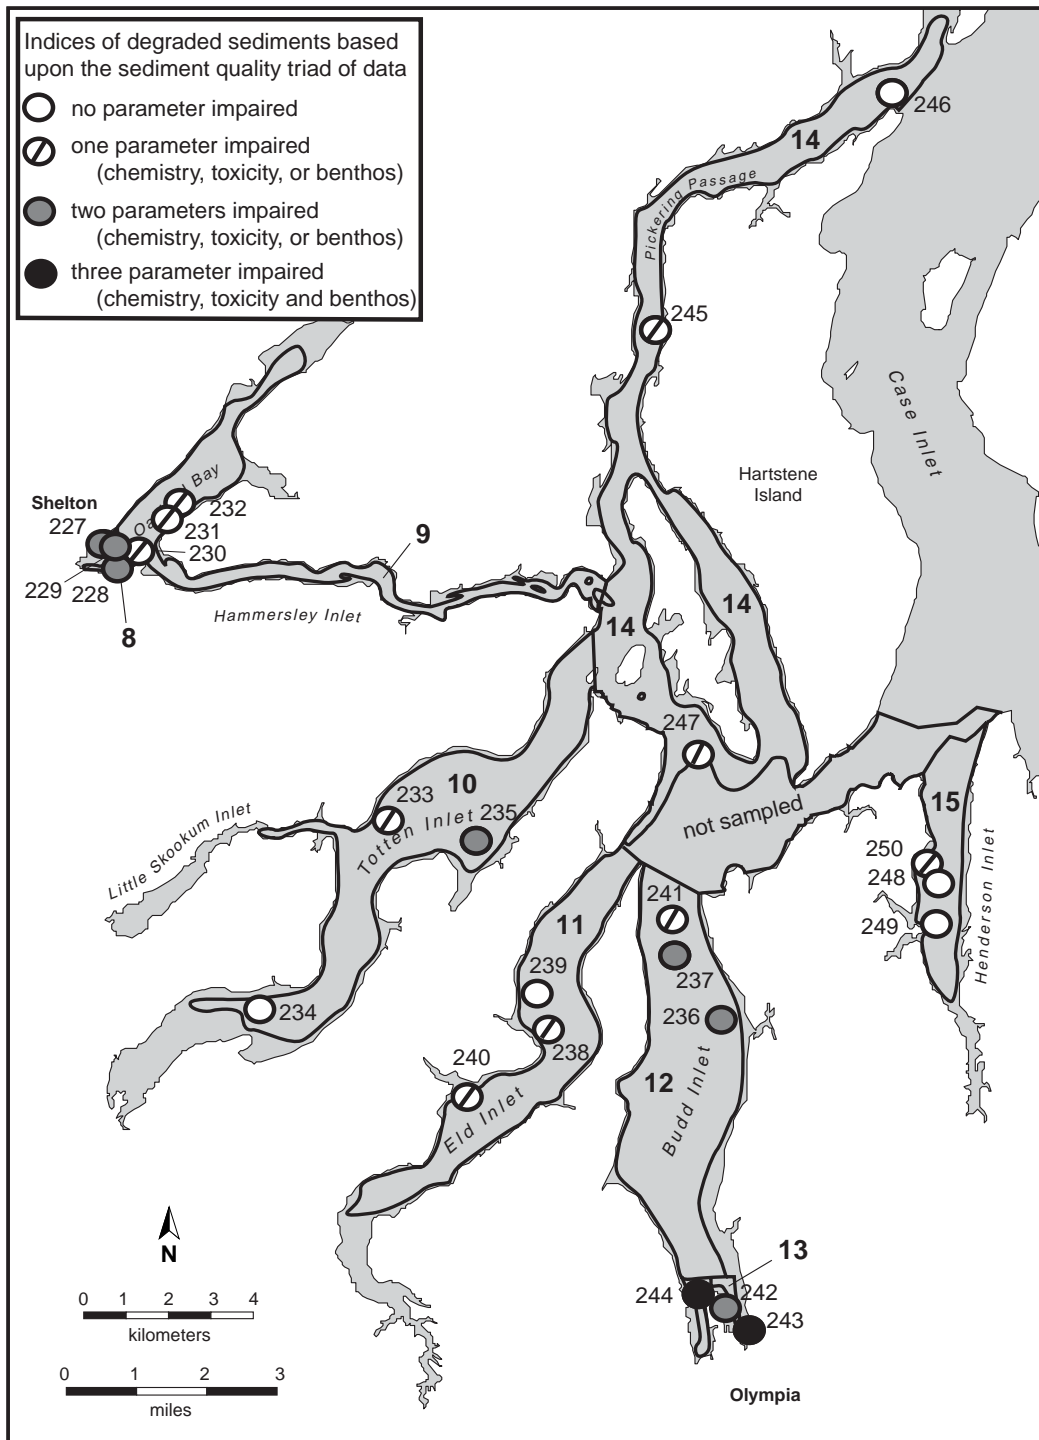 Indices of degraded sediments based
upon the sediment quality triad of data
no parameter impaired
one parameter impaired
(chemistry, toxicity, or benthos)
two parameters impaired
(chemistry, toxicity, or benthos)
three parameter impaired
(chemistry, toxicity and benthos)
246
14
Pickering Passage
245
Case Inlet
Hartstene
Island
Shelton
Bay
232
227
231
230
229
228
8
9
Hammersley Inlet
14
14
247
not sampled
10
233
235
Totten Inlet
Little Skookum Inlet
234
15
250
248
249
Henderson Inlet
11
239
238
240
Eld Inlet
241
237
236
12
Budd Inlet
13
244
242
243
Olympia
N
0 1 2 3 4
kilometers
0 1 2 3
miles